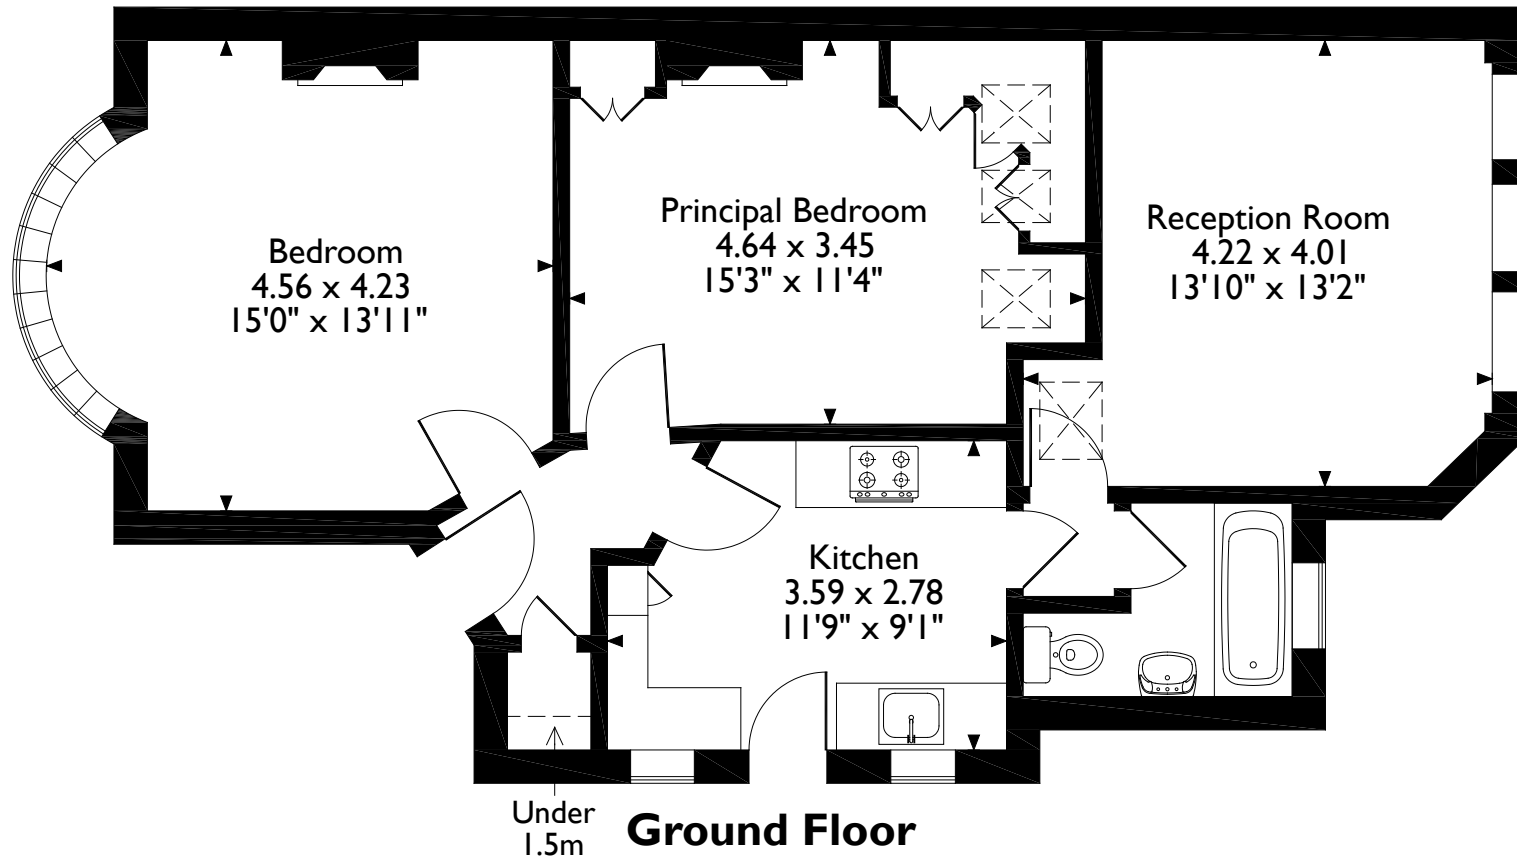 Bedroom
4.56 x 4.23
15'0" x 13'11"
Principal Bedroom
4.64 x 3.45
15'3" x 11'4"
Reception Room
4.22 x 4.01
13'10" x 13'2"
Kitchen
3.59 x 2.78
11'9" x 9'1"
Under
1.5m
Ground Floor